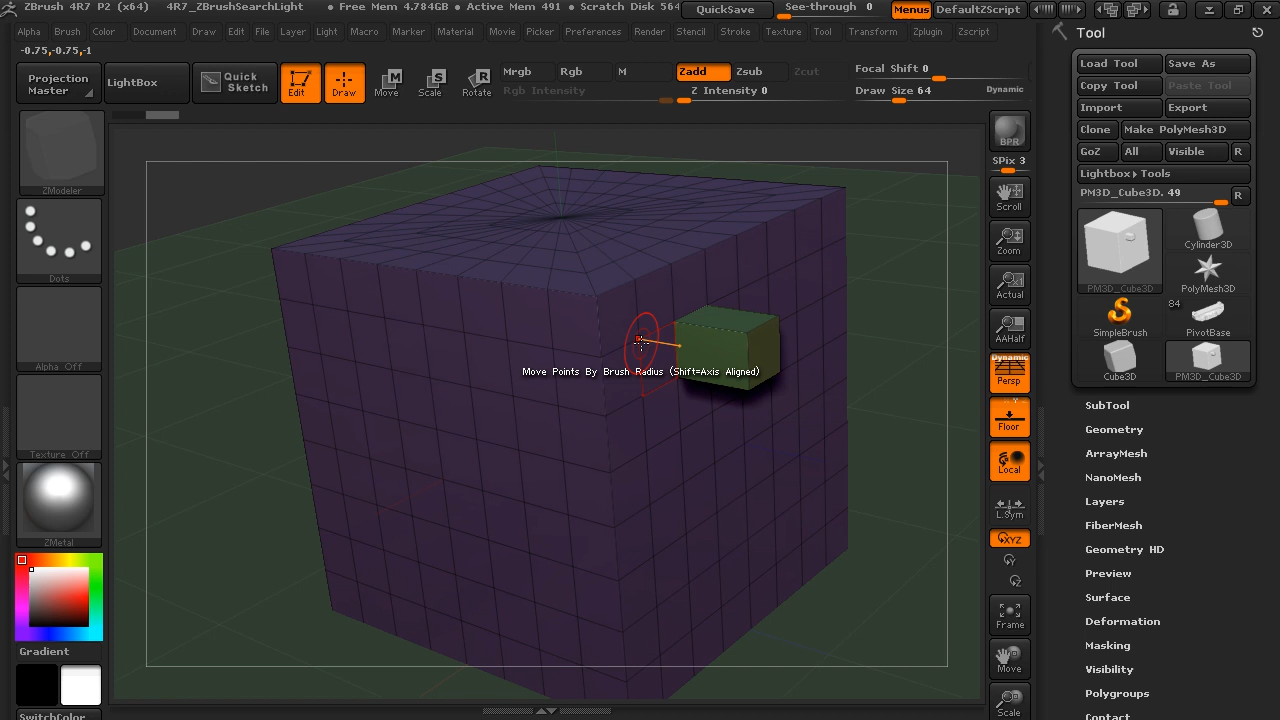 ZBrush 4R7 P2 (x64) 4R7_ZBrushSearchLight • Free Mem 4.784GB • Active Mem 491 • Scratch Disk 564 QuickSave See-through 0 Menus DefaultZScript
Alpha Brush Color Document Draw Edit File Layer Light Macro Marker Material Movie Picker Preferences Render Stencil Stroke Texture Tool Transform Zplugin Zscript
-0.75,-0.75,-1
Projection Master
LightBox
Quick Sketch
Edit
Draw
Move
Scale
Rotate
Mrgb Rgb M Zadd Zsub Zcut
Rgb Intensity Z Intensity 0
Focal Shift 0
Draw Size 64 Dynamic
ZModeler
Dots
Alpha Off
Texture Off
ZMetal
Gradient
SwitchColor
Move Points By Brush Radius (Shift=Axis Aligned)
BPR
SPix 3
Scroll
Zoom
Actual
AAHalf
Dynamic
Persp
Floor
Local
L.Sym
XYZ
Y
Z
Frame
Move
Scale
Tool
Load Tool Save As
Copy Tool Paste Tool
Import Export
Clone Make PolyMesh3D
GoZ All Visible R
Lightbox▸ Tools
PM3D_Cube3D. 49 R
PM3D_Cube3D
Cylinder3D
PolyMesh3D
SimpleBrush
84
PivotBase
Cube3D
PM3D_Cube3D
SubTool
Geometry
ArrayMesh
NanoMesh
Layers
FiberMesh
Geometry HD
Preview
Surface
Deformation
Masking
Visibility
Polygroups
Contact